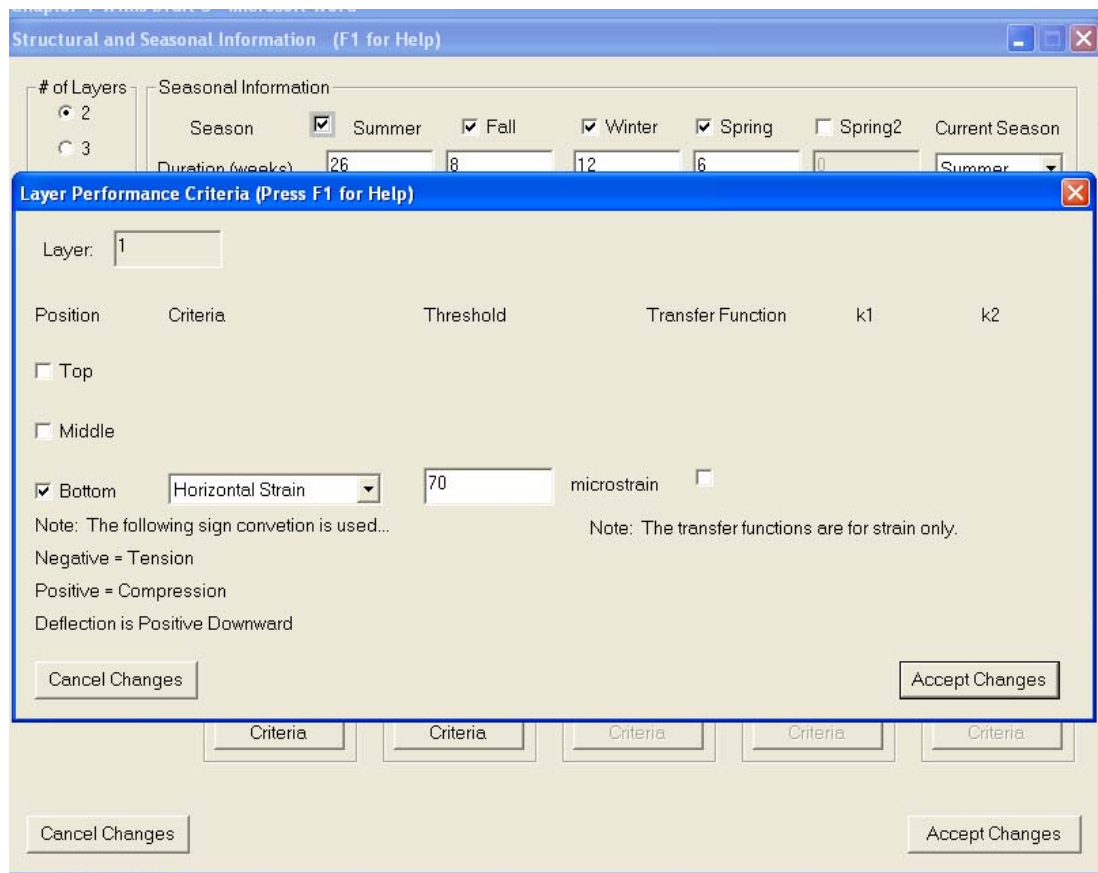 Structural and Seasonal Information (F1 for Help)
# of Layers
Seasonal Information
2
Season
Summer
Fall
Winter
Spring
Spring2
Current Season
3
Duration (weeks)
26
8
12
6
0
Summer
Layer Performance Criteria (Press F1 for Help)
Layer:
1
Position
Criteria
Threshold
Transfer Function
k1
k2
Top
Middle
Bottom
Horizontal Strain
70
microstrain
Note: The following sign convetion is used...
Note: The transfer functions are for strain only.
Negative = Tension
Positive = Compression
Deflection is Positive Downward
Cancel Changes
Accept Changes
Criteria
Criteria
Criteria
Criteria
Criteria
Cancel Changes
Accept Changes